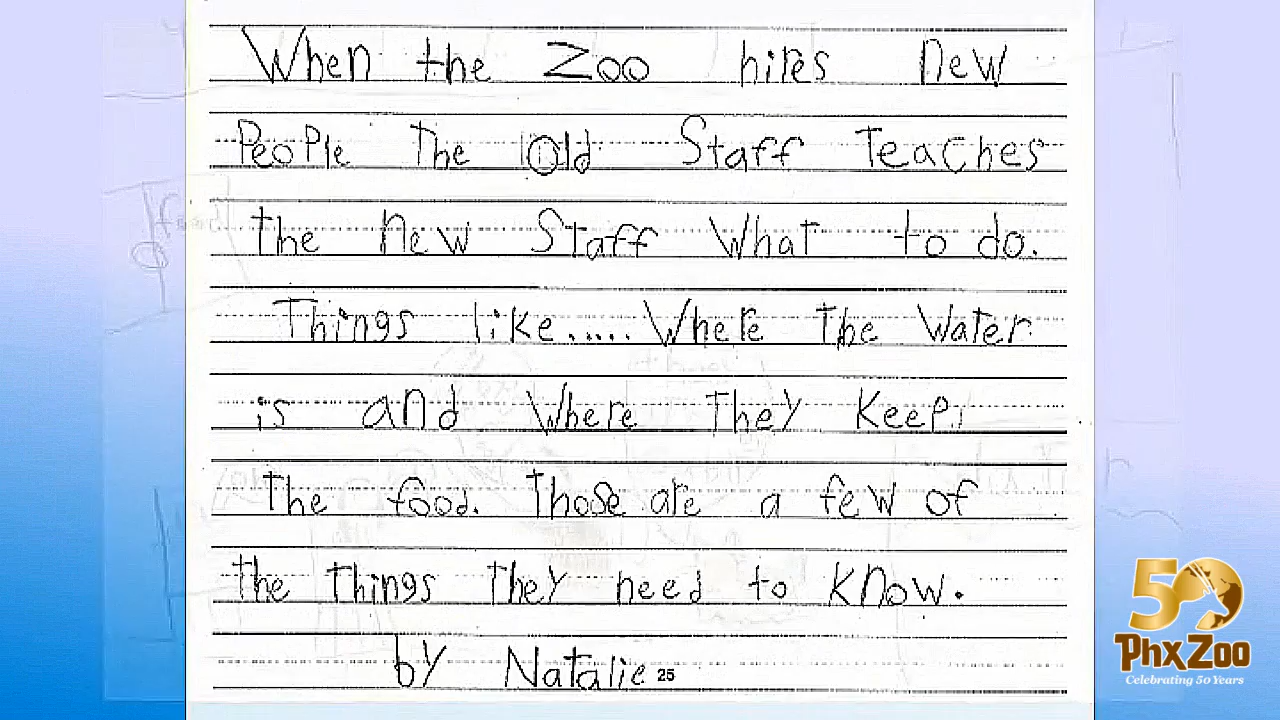 When the Zoo hires new
PeoPle The Old Staff Teaches
the new Staff What to do.
Things like.....Where The Water
is and Where They Keep
The food. Those are a few of
the things They need to know.
by Natalie 25
50
PhxZoo
Celebrating 50 Years